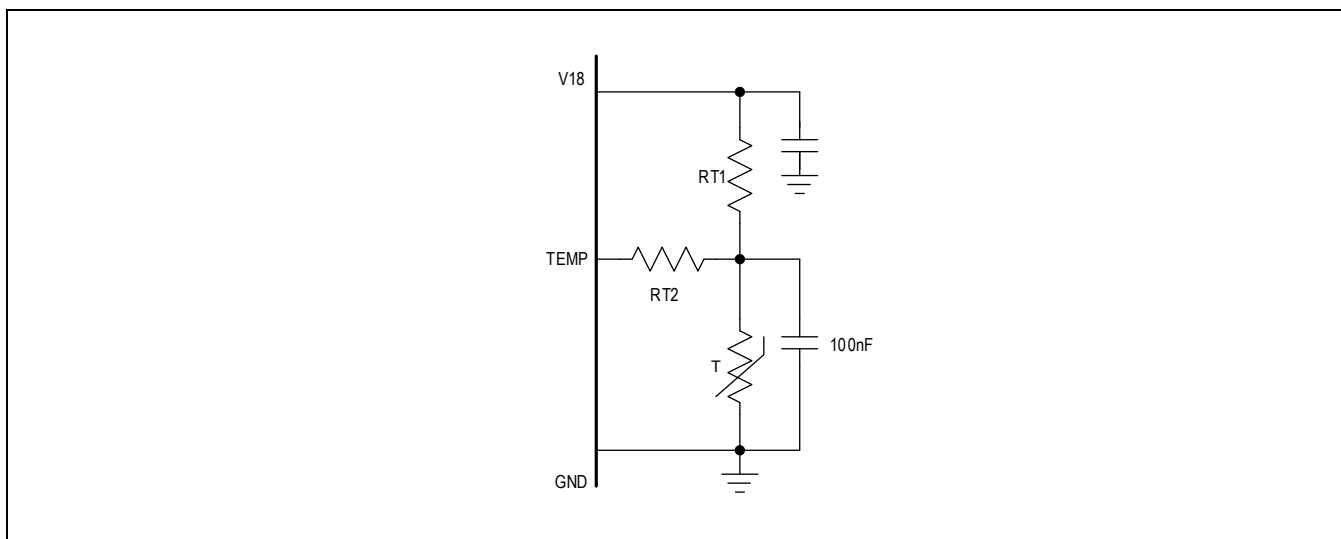 V18
RT1
TEMP
RT2
T
100nF
GND